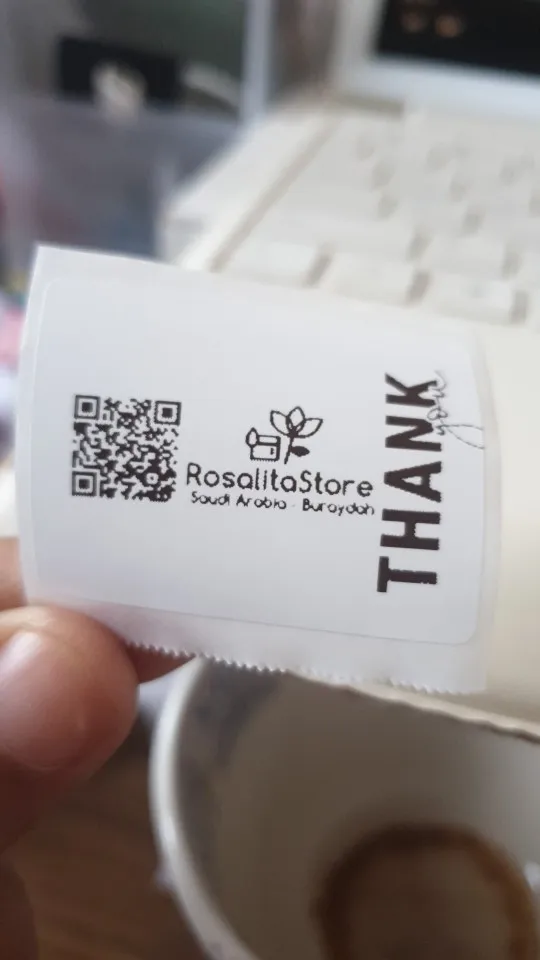 RosalitaStore
Saudi Arabia - Buraydah
THANK
you